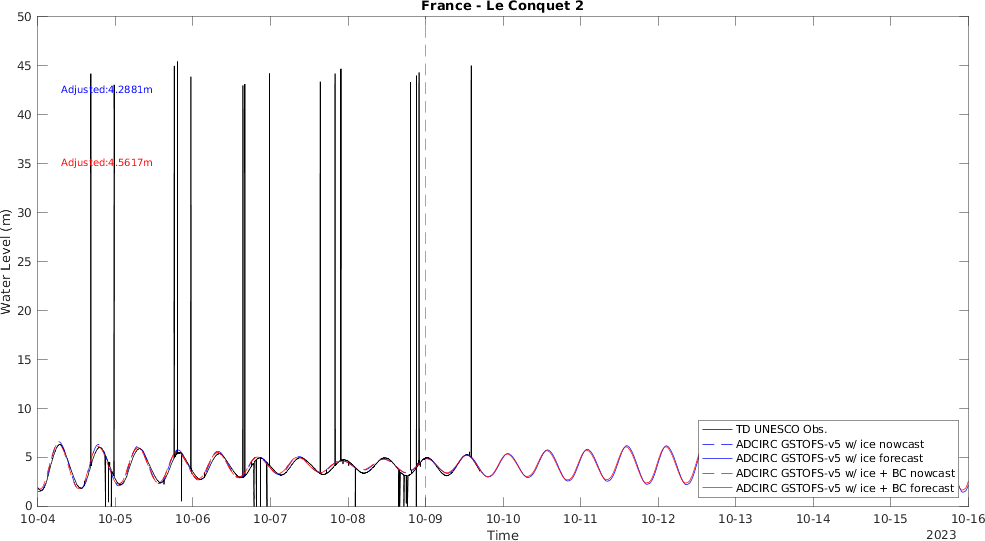 France - Le Conquet 2
50
45
40
35
30
25
20
15
10
5
0
Water Level (m)
Adjusted:4.2881m
Adjusted:4.5617m
TD UNESCO Obs.
ADCIRC GSTOFS-v5 w/ ice nowcast
ADCIRC GSTOFS-v5 w/ ice forecast
ADCIRC GSTOFS-v5 w/ ice + BC nowcast
ADCIRC GSTOFS-v5 w/ ice + BC forecast
10-04 10-05 10-06 10-07 10-08 10-09 10-10 10-11 10-12 10-13 10-14 10-15 10-16
Time
2023